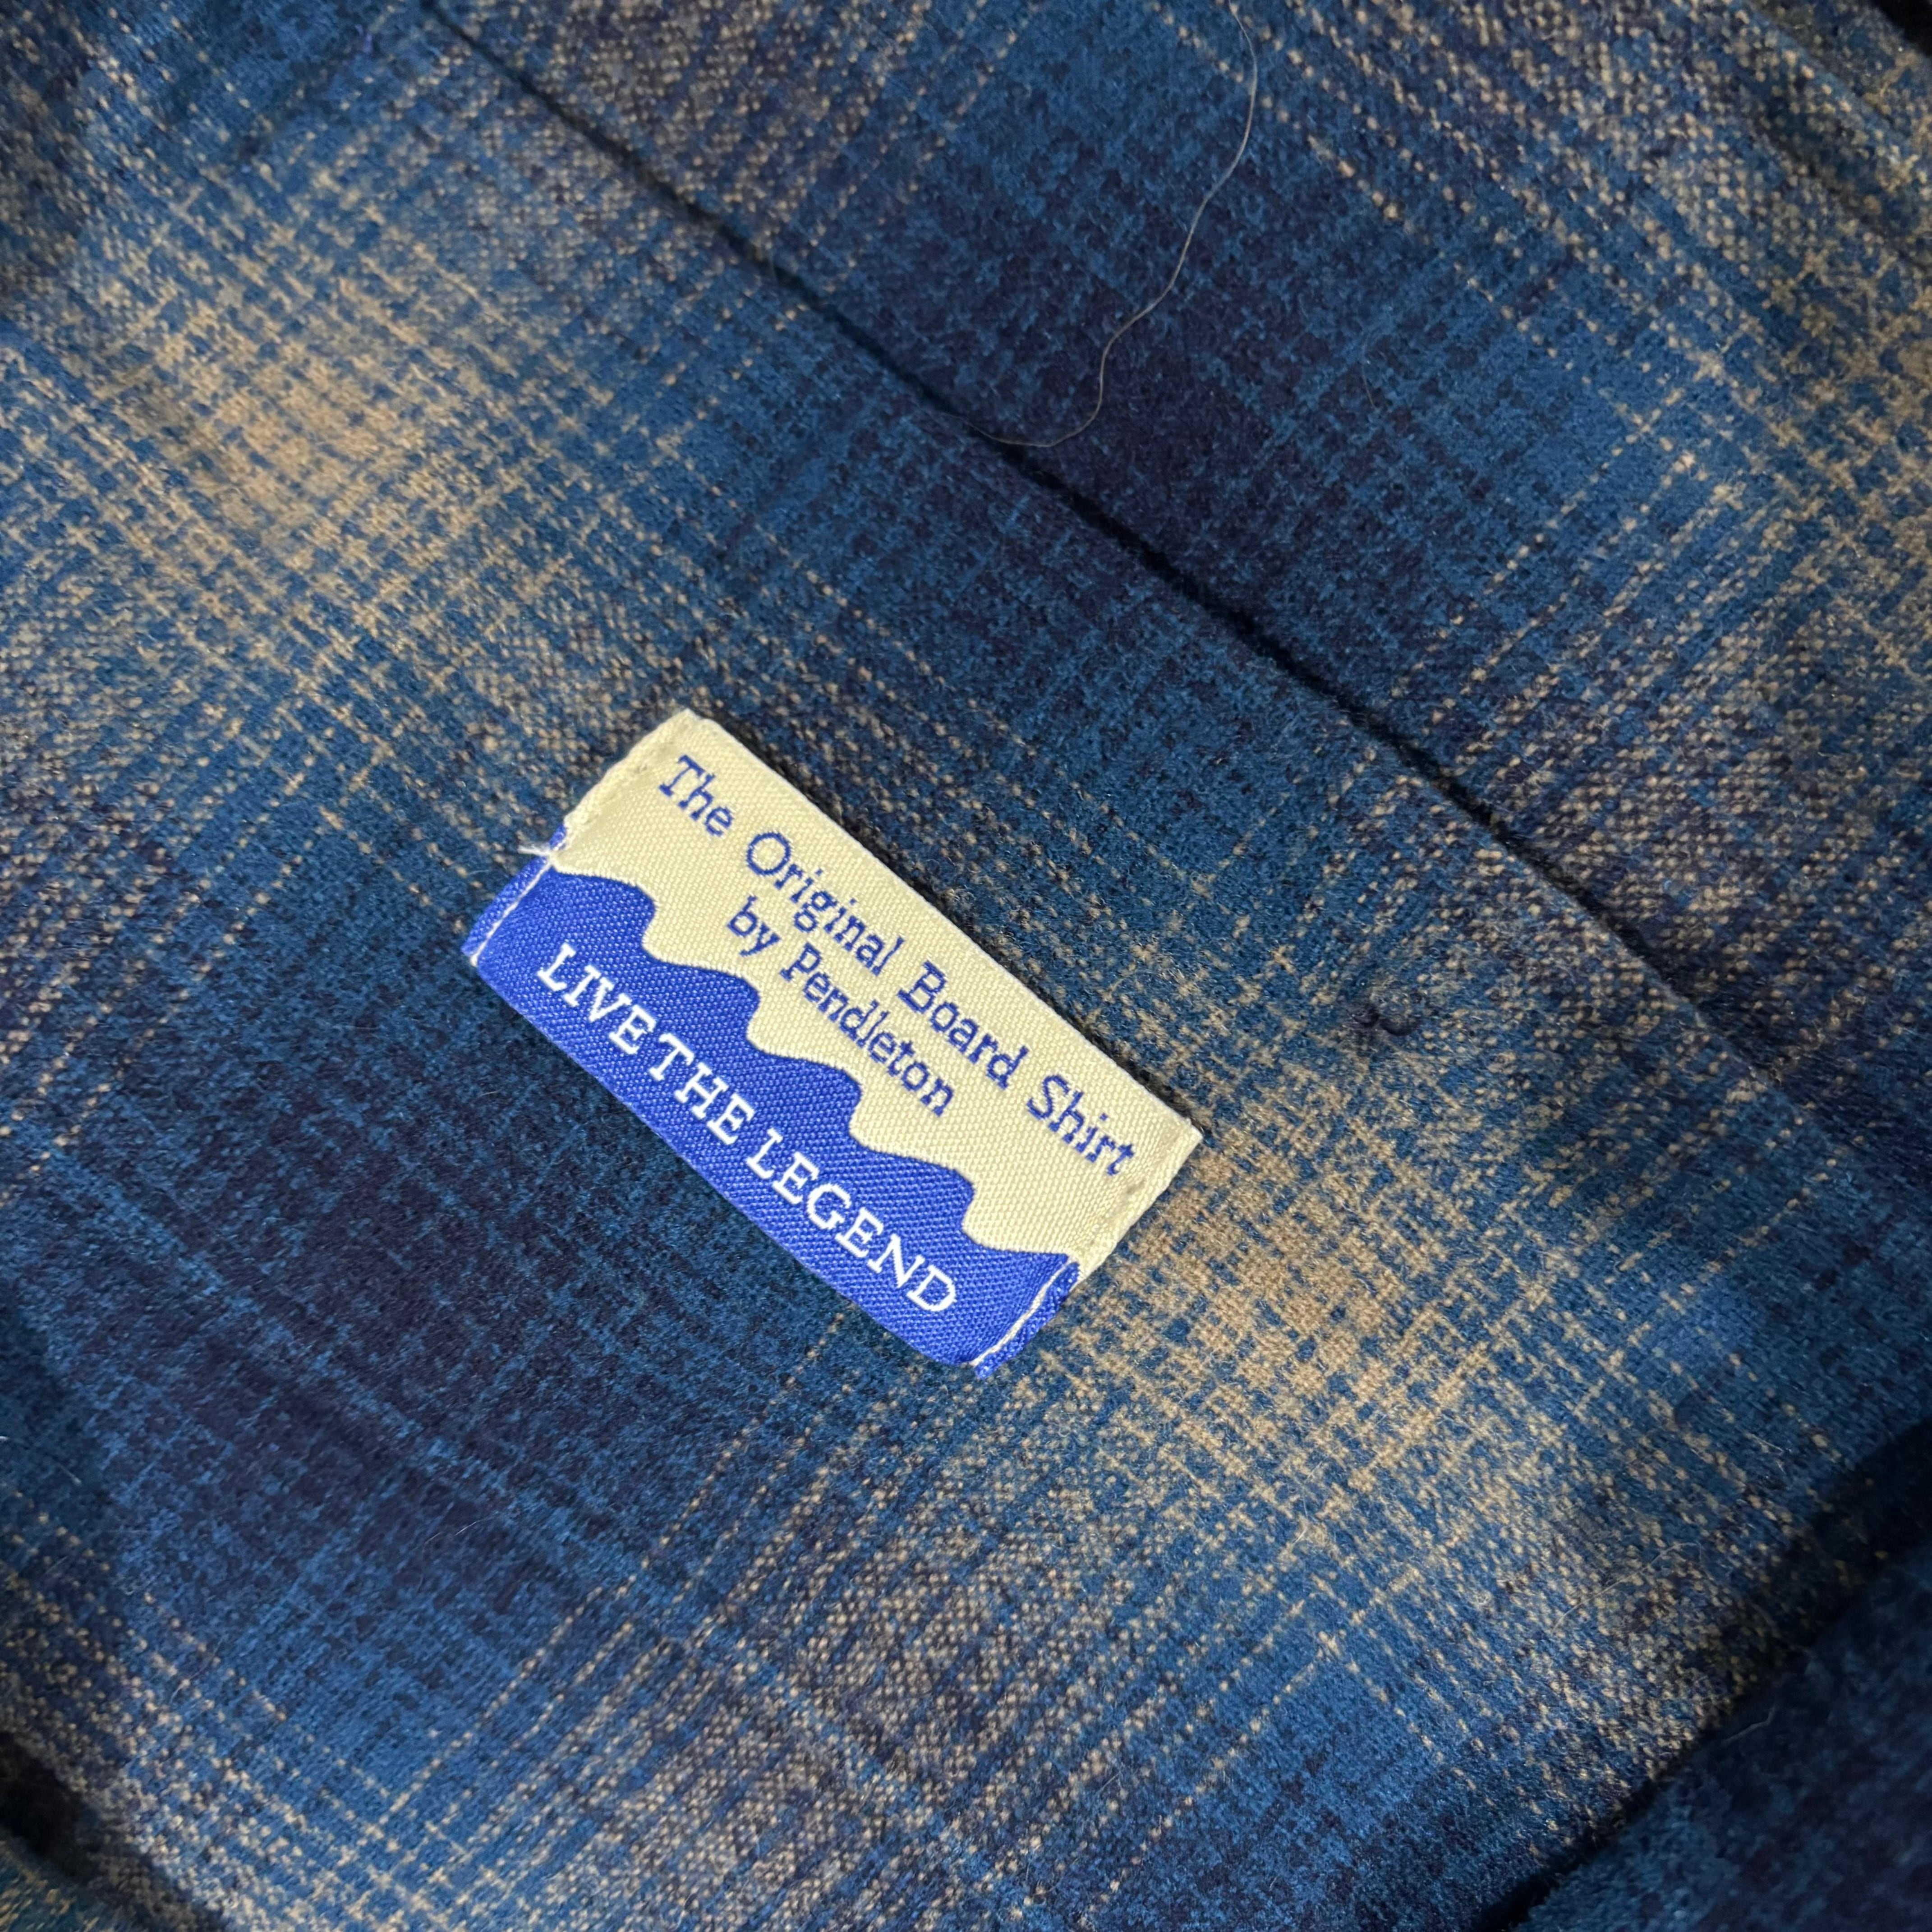 The Original Board Shirt
by Pendleton
LIVE THE LEGEND